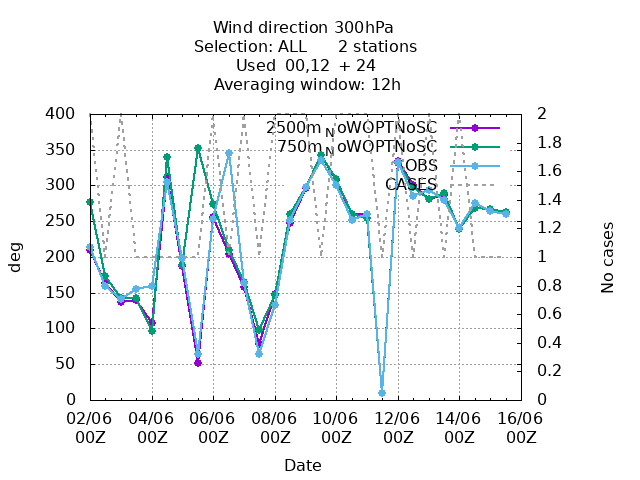 Wind direction 300hPa
Selection: ALL 2 stations
Used 00,12 + 24
Averaging window: 12h
400 2
2500m N oWOPTNoSC
350 750m N oWOPTNoSC 1.8
OBS 1.6
300 CASES 1.4
250 1.2
200 1
150 0.8
100 0.6
50 0.4
0.2
0 0
deg
No cases
02/06 04/06 06/06 08/06 10/06 12/06 14/06 16/06
00Z 00Z 00Z 00Z 00Z 00Z 00Z 00Z
Date